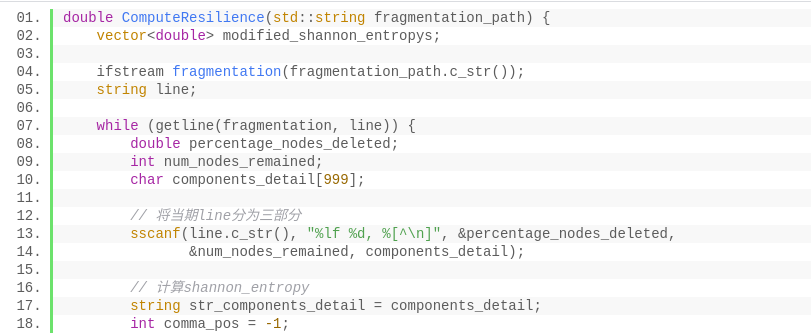 01. double ComputeResilience(std::string fragmentation_path) {
02.     vector<double> modified_shannon_entropys;
03.
04.     ifstream fragmentation(fragmentation_path.c_str());
05.     string line;
06.
07.     while (getline(fragmentation, line)) {
08.         double percentage_nodes_deleted;
09.         int num_nodes_remained;
10.         char components_detail[999];
11.
12.         // 将当期line分为三部分
13.         sscanf(line.c_str(), "%lf %d, %[^\n]", &percentage_nodes_deleted,
14.                &num_nodes_remained, components_detail);
15.
16.         // 计算shannon_entropy
17.         string str_components_detail = components_detail;
18.         int comma_pos = -1;